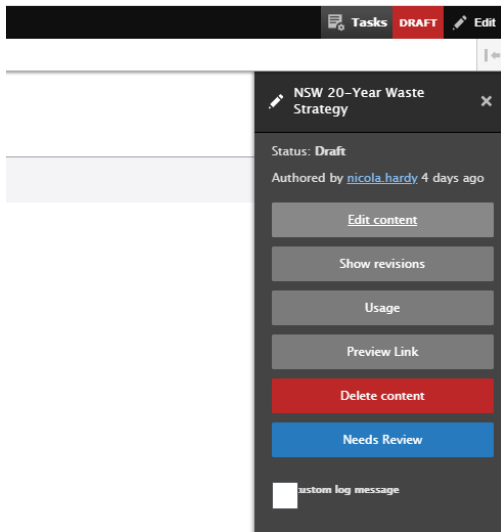 Tasks DRAFT Edit
NSW 20-Year Waste
Strategy
Status: Draft
Authored by nicola.hardy 4 days ago
Edit content
Show revisions
Usage
Preview Link
Delete content
Needs Review
ustom log message